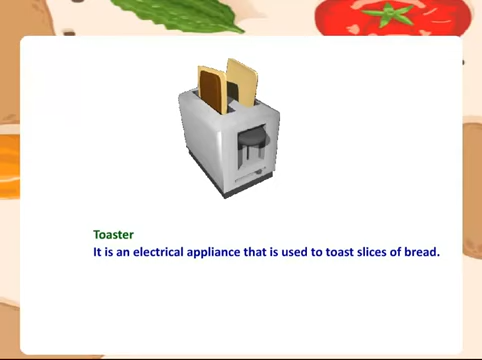 Toaster
It is an electrical appliance that is used to toast slices of bread.